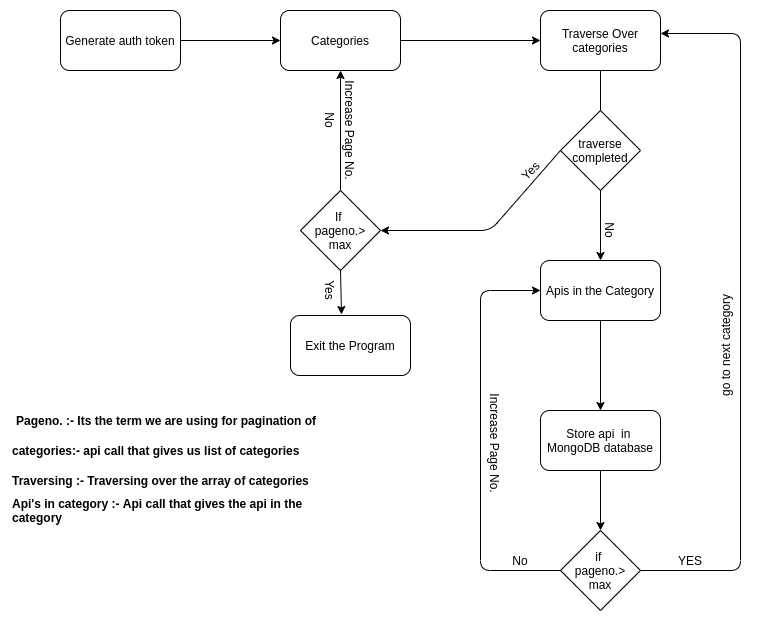 Generate auth token
Categories
Traverse Over
categories
traverse
completed
Yes
No
Increase Page No.
No
If
pageno.>
max
Yes
Exit the Program
Apis in the Category
go to next category
Increase Page No.
Store api  in
MongoDB database
if
pageno.>
max
No
YES
Pageno. :- Its the term we are using for pagination of
categories:- api call that gives us list of categories
Traversing :- Traversing over the array of categories
Api's in category :- Api call that gives the api in the
category